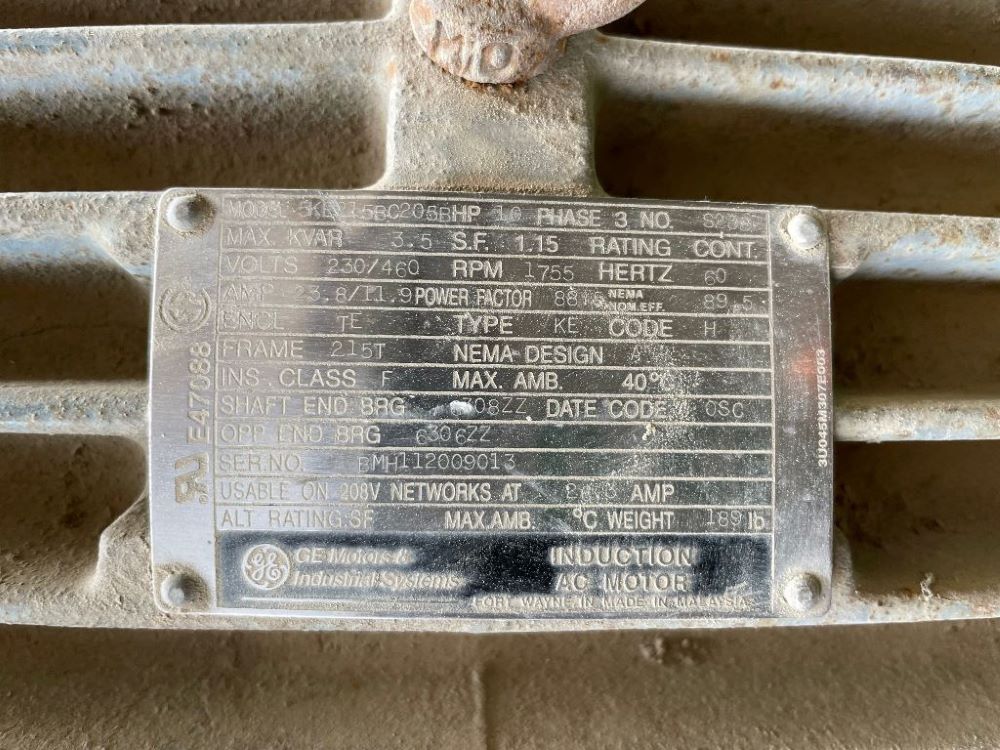 MODEL HP 10 PHASE 3 NO.
MAX. KVAR 3.5 S.F. 1.15 RATING CONT.
VOLTS 230/460 RPM 1755 HERTZ 60
AMP 23.8/11.9 POWER FACTOR NEMA NOM.EFF 89.5
ENCL TE TYPE KE CODE H
FRAME 215T NEMA DESIGN A
INS. CLASS F MAX. AMB. 40°C
SHAFT END BRG 6308ZZ DATE CODE OSC
OPP END BRG 6306ZZ
SER.NO. BMH112009013
USABLE ON 208V NETWORKS AT AMP
ALT RATING:SF MAX.AMB. °C WEIGHT 189 lb.
GE
GE Motors &
Industrial Systems
INDUCTION
AC MOTOR
FORT WAYNE, IN MADE IN MALAYSIA
E47088
3U045M307E003